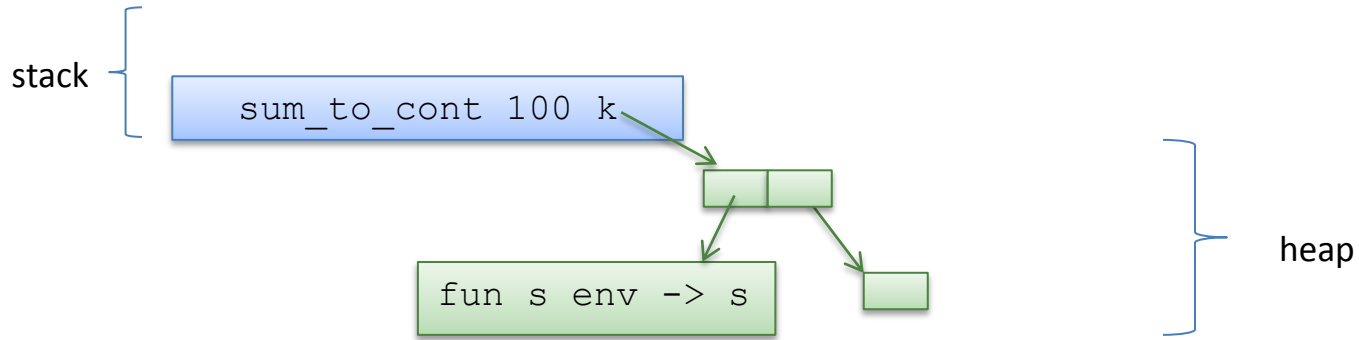 stack
sum_to_cont 100 k
heap
fun s env -> s